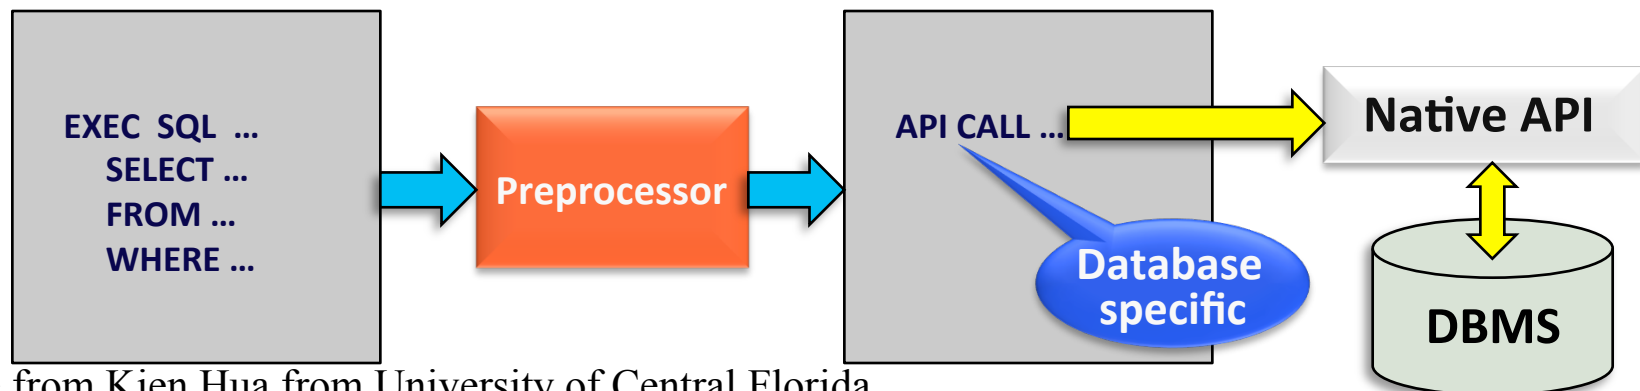 EXEC SQL ...
SELECT ...
FROM ...
WHERE ...
Preprocessor
API CALL ...
Database
specific
Native API
DBMS
from Kien Hua from University of Central Florida